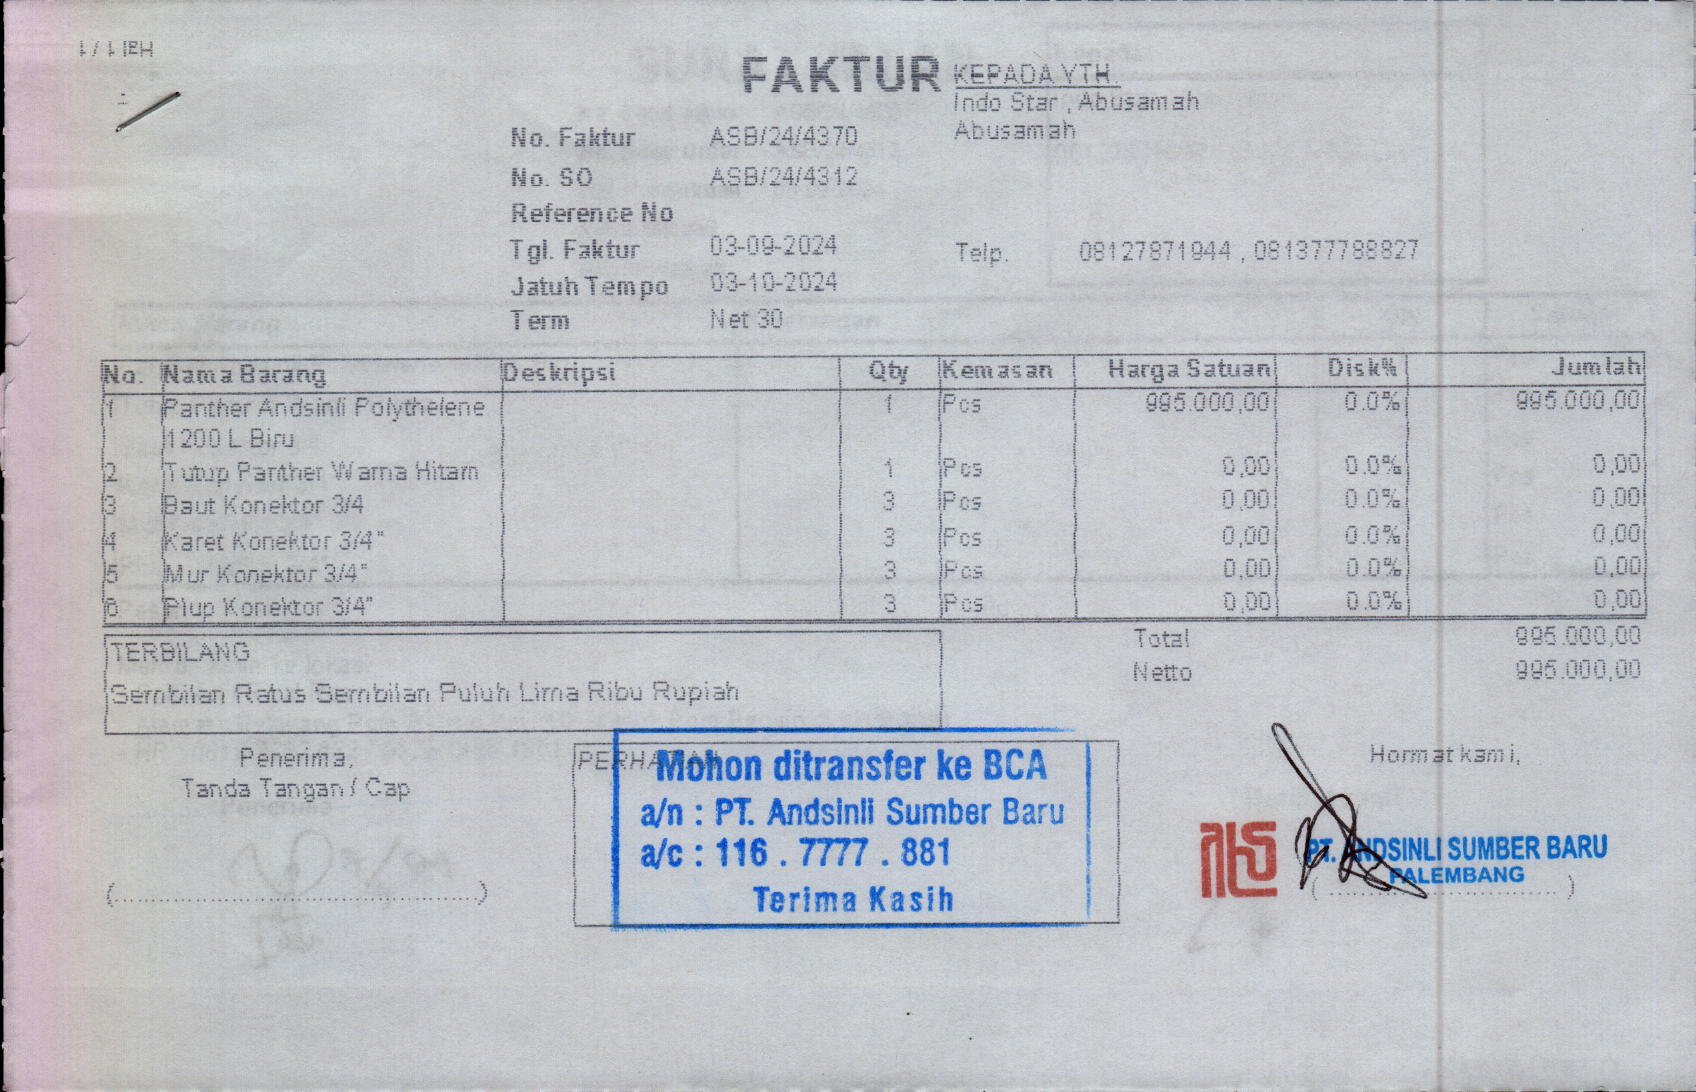 Hal 1 / 1
FAKTUR
KEPADA YTH
Indo Star , Abusamah
Abusamah
No. Faktur ASB/24/4370
No. SO ASB/24/4312
Reference No
Tgl. Faktur 03-09-2024
Telp. 08127871944 , 081377788827
Jatuh Tempo 03-10-2024
Term Net 30
No. Nama Barang Deskripsi Qty Kemasan Harga Satuan Disk% Jumlah
1 Panther Andsinli Polythelene 1 Pcs 995.000,00 0.0% 995.000,00
1200 L Biru
2 Tutup Panther Warna Hitam 1 Pcs 0,00 0.0% 0,00
3 Baut Konektor 3/4 3 Pcs 0,00 0.0% 0,00
4 Karet Konektor 3/4" 3 Pcs 0,00 0.0% 0,00
5 Mur Konektor 3/4" 3 Pcs 0,00 0.0% 0,00
6 Plup Konektor 3/4" 3 Pcs 0,00 0.0% 0,00
Total 995.000,00
TERBILANG
Netto 995.000,00
Sembilan Ratus Sembilan Puluh Lima Ribu Rupiah
Penerima,
Tanda Tangan / Cap
PERHATIAN
Mohon ditransfer ke BCA
a/n : PT. Andsinli Sumber Baru
a/c : 116 . 7777 . 881
Terima Kasih
Hormat kami,
PT. ANDSINLI SUMBER BARU
PALEMBANG